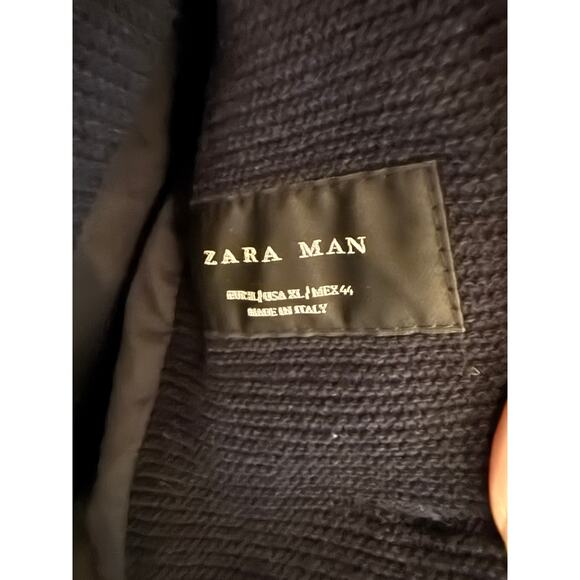 ZARA MAN
USA XL / MEX 44
MADE IN ITALY